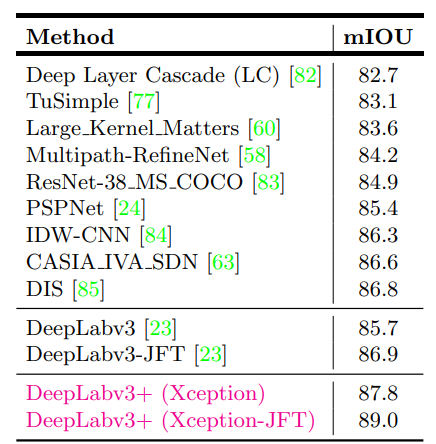 Method mIOU
Deep Layer Cascade (LC) [82] 82.7
TuSimple [77] 83.1
Large_Kernel_Matters [60] 83.6
Multipath-RefineNet [58] 84.2
ResNet-38_MS_COCO [83] 84.9
PSPNet [24] 85.4
IDW-CNN [84] 86.3
CASIA_IVA_SDN [63] 86.6
DIS [85] 86.8
DeepLabv3 [23] 85.7
DeepLabv3-JFT [23] 86.9
DeepLabv3+ (Xception) 87.8
DeepLabv3+ (Xception-JFT) 89.0